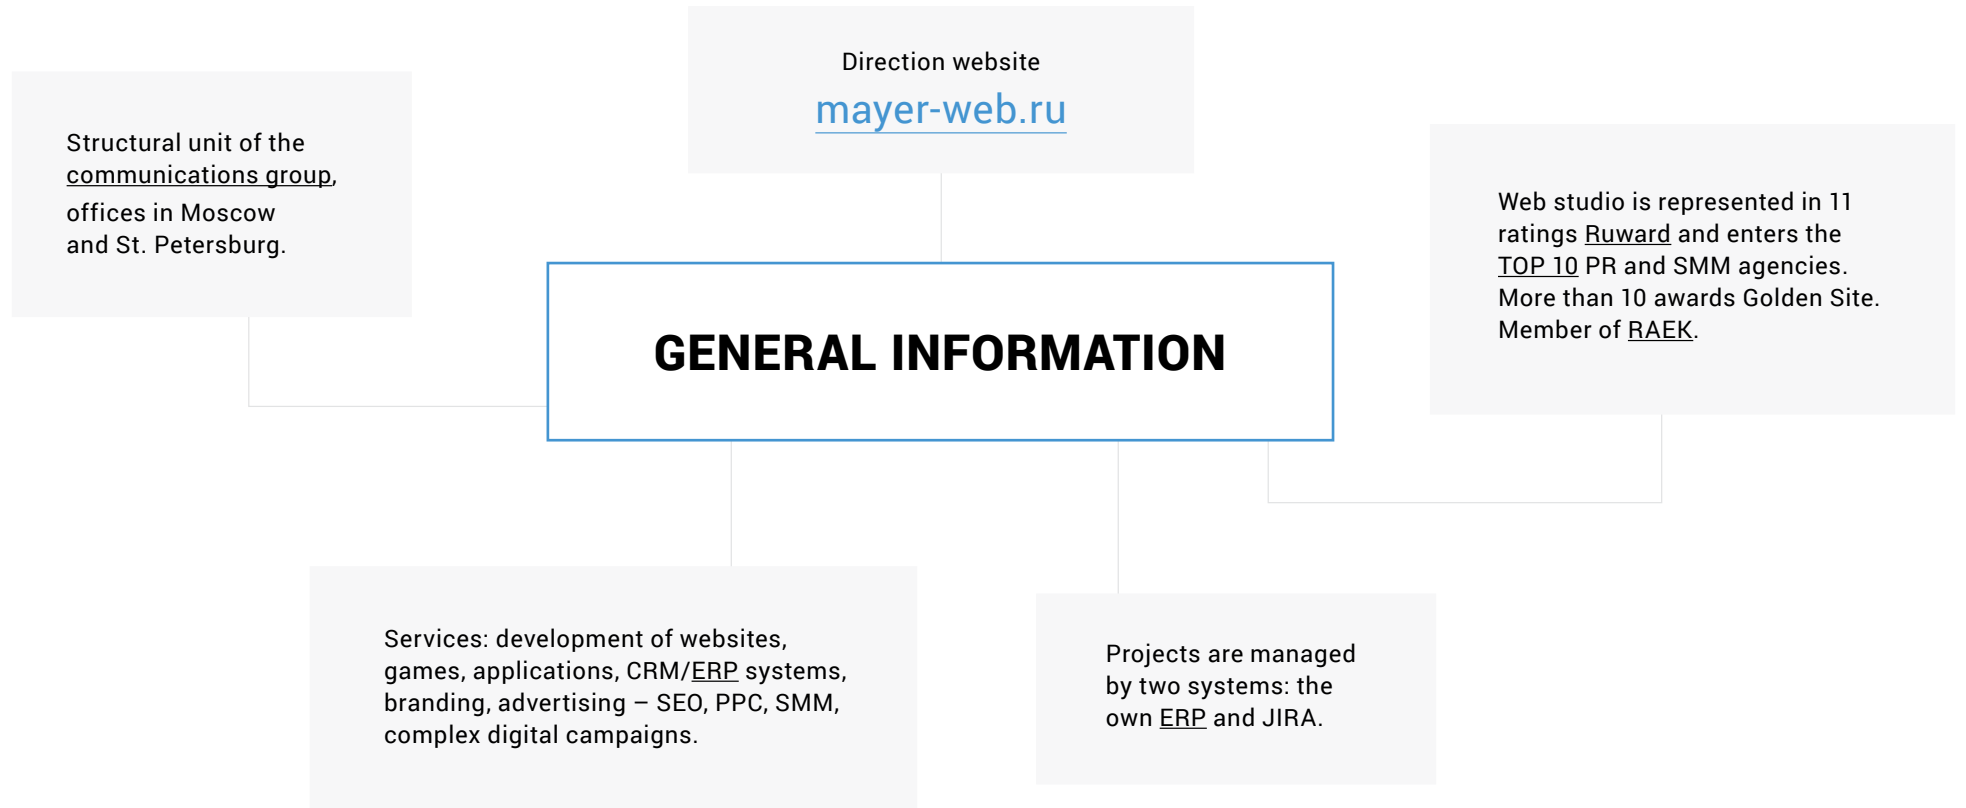 Direction website
mayer-web.ru
Structural unit of the
communications group,
offices in Moscow
and St. Petersburg.
Web studio is represented in 11
ratings Ruward and enters the
TOP 10 PR and SMM agencies.
More than 10 awards Golden Site.
Member of RAEK.
GENERAL INFORMATION
Services: development of websites,
games, applications, CRM/ERP systems,
branding, advertising – SEO, PPC, SMM,
complex digital campaigns.
Projects are managed
by two systems: the
own ERP and JIRA.